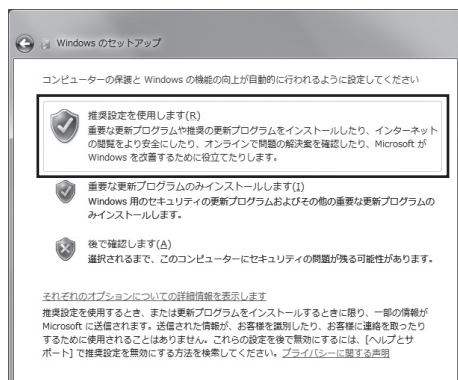 Windows のセットアップ
コンピューターの保護と Windows の機能の向上が自動的に行われるように設定してください
推奨設定を使用します(R)
重要な更新プログラムや推奨の更新プログラムをインストールしたり、インターネット
の閲覧をより安全にしたり、オンラインで問題の解決策を確認したり、Microsoft が
Windows を改善するために役立てたりします。
重要な更新プログラムのみインストールします(I)
Windows 用のセキュリティの更新プログラムおよびその他の重要な更新プログラムの
みインストールします。
後で確認します(A)
選択されるまで、このコンピューターにセキュリティの問題が残る可能性があります。
それぞれのオプションについての詳細情報を表示します
推奨設定を使用するとき、または更新プログラムをインストールするときに限り、一部の情報が
Microsoft に送信されます。送信された情報が、お客様を識別したり、お客様に連絡を取ったり
するために使用されることはありません。これらの設定を後で無効にするには、[ヘルプとサ
ポート] で推奨設定を無効にする方法を検索してください。プライバシーに関する声明